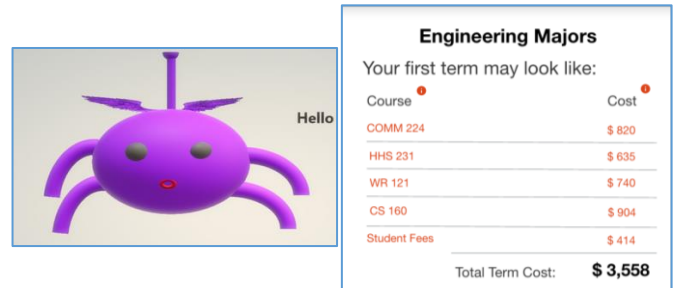 Hello
Engineering Majors
Your first term may look like:
Course Cost
COMM 224 $ 820
HHS 231 $ 635
WR 121 $ 740
CS 160 $ 904
Student Fees $ 414
Total Term Cost: $ 3,558